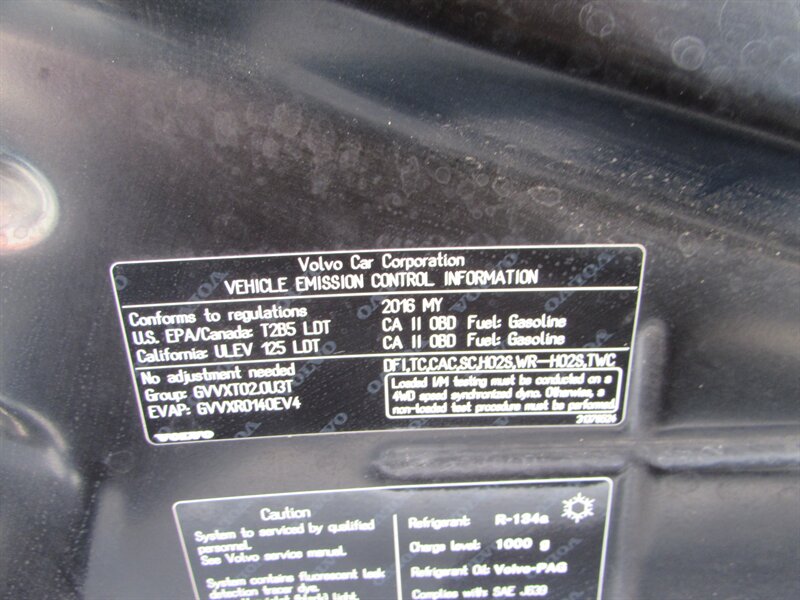 Volvo Car Corporation
VEHICLE EMISSION CONTROL INFORMATION
Conforms to regulations 2016 MY
U.S. EPA/Canada: T2B5 LDT CA II OBD Fuel: Gasoline
California: ULEV 125 LDT CA II OBD Fuel: Gasoline
No adjustment needed DFI,TC,CAC,SC,HO2S,WR-HO2S,TWC
Group: GVVXT02.0U3T
EVAP: GVVXR0140EV4
Loaded I/M testing must be conducted on a
4WD speed synchronized dyno. Otherwise, a
non-loaded test procedure must be performed
VOLVO
Caution
System to serviced by qualified
personnel.
See Volvo service manual.
System contains fluorescent leak
detection tracer dye.
light.
Refrigerant: R-134a
Charge level: 1000 g
Refrigerant Oil: Volvo-PAG
Complies with: SAE J639